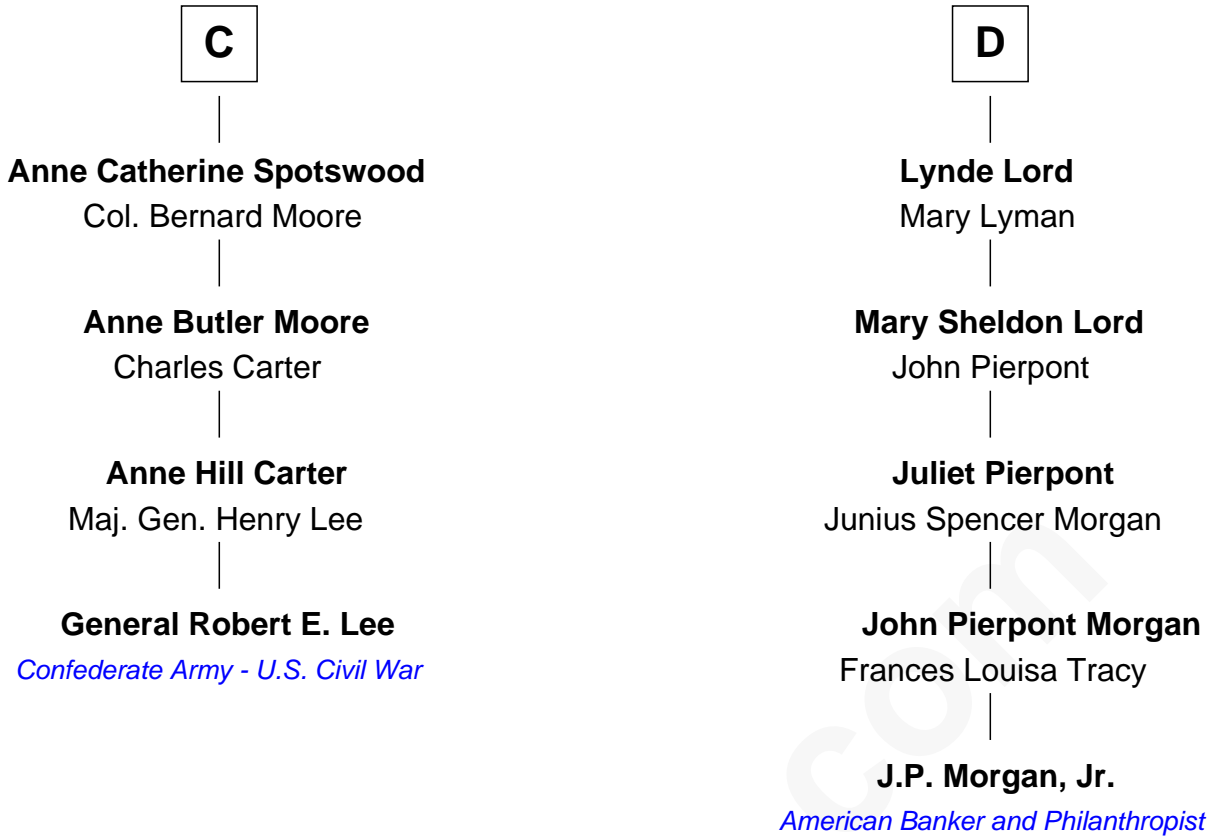 C
Anne Catherine Spotswood
Col. Bernard Moore
Anne Butler Moore
Charles Carter
Anne Hill Carter
Maj. Gen. Henry Lee
General Robert E. Lee
Confederate Army - U.S. Civil War
D
Lynde Lord
Mary Lyman
Mary Sheldon Lord
John Pierpont
Juliet Pierpont
Junius Spencer Morgan
John Pierpont Morgan
Frances Louisa Tracy
J.P. Morgan, Jr.
American Banker and Philanthropist
com